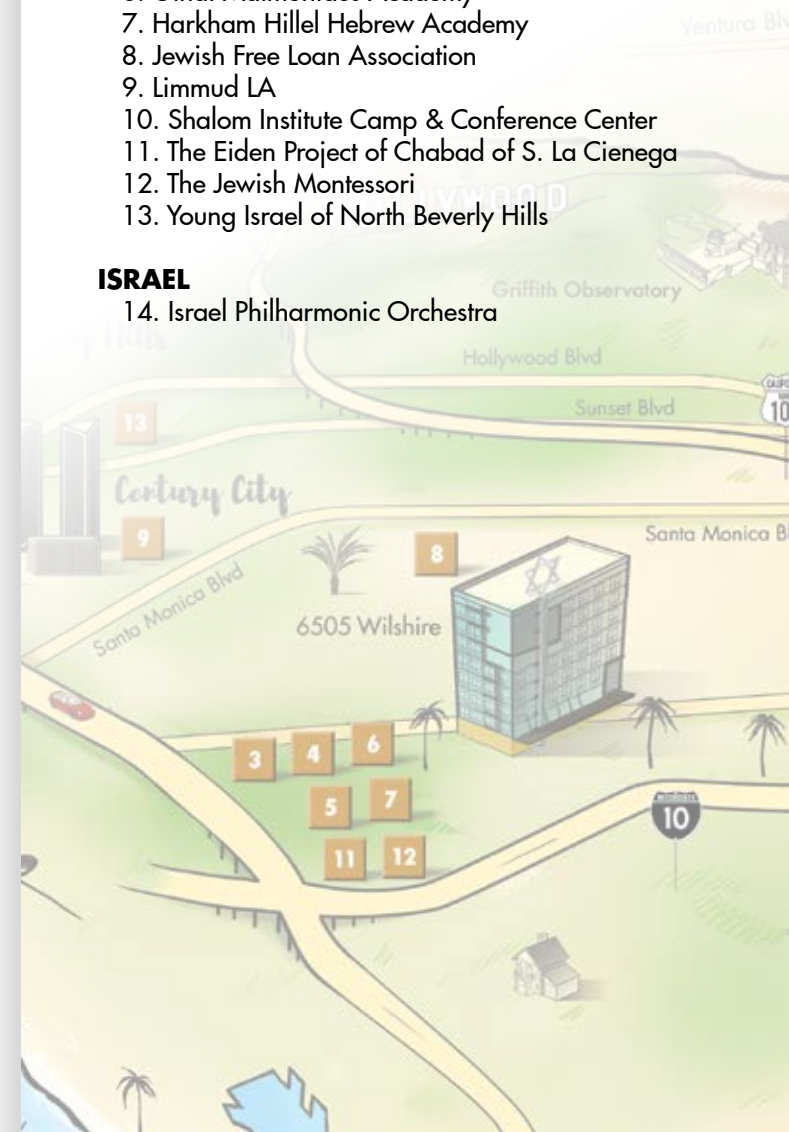 7. Harkham Hillel Hebrew Academy
8. Jewish Free Loan Association
9. Limmud LA
10. Shalom Institute Camp & Conference Center
11. The Eiden Project of Chabad of S. La Cienega
12. The Jewish Montessori
13. Young Israel of North Beverly Hills
ISRAEL
14. Israel Philharmonic Orchestra
Ventura
Griffith Observatory
Hills
Hollywood Blvd
Sunset Blvd
10
13
Century City
9
8
Santa Monica
Santa Monica Blvd
6505 Wilshire
3
4
6
5
7
10
11
12